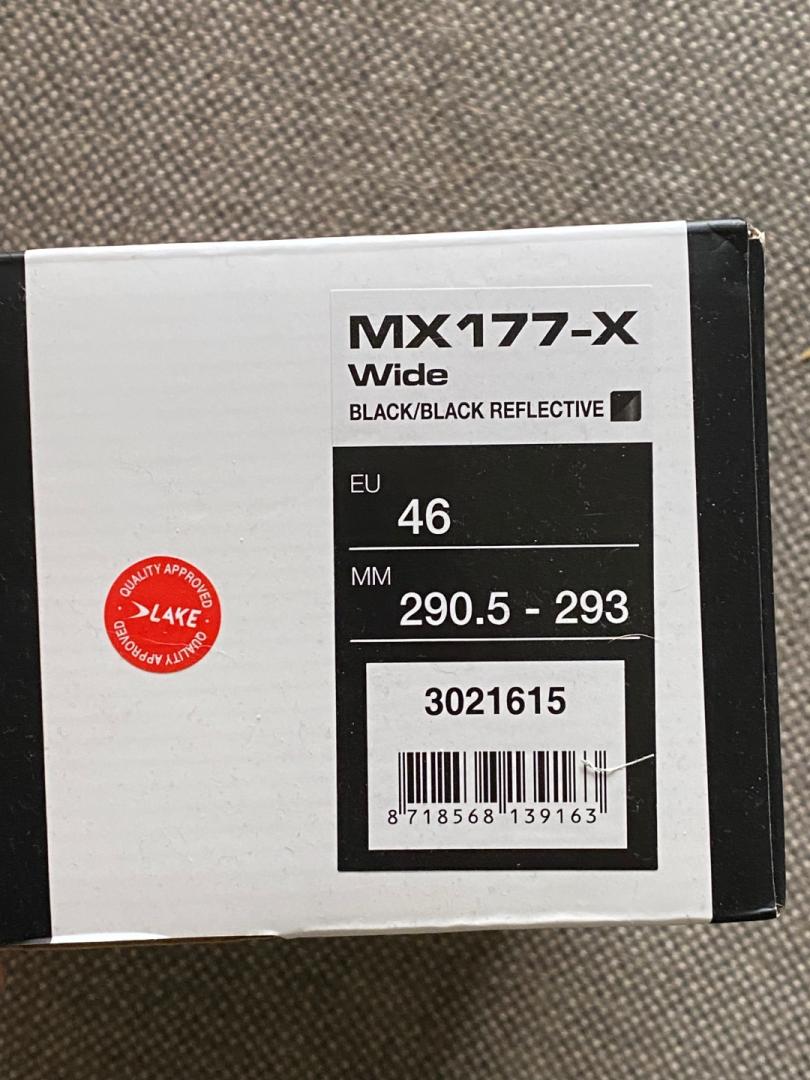 MX177-X
Wide
BLACK/BLACK REFLECTIVE
EU
46
MM
290.5 - 293
QUALITY APPROVED
LAKE
QUALITY APPROVED
3021615
8 718568 139163